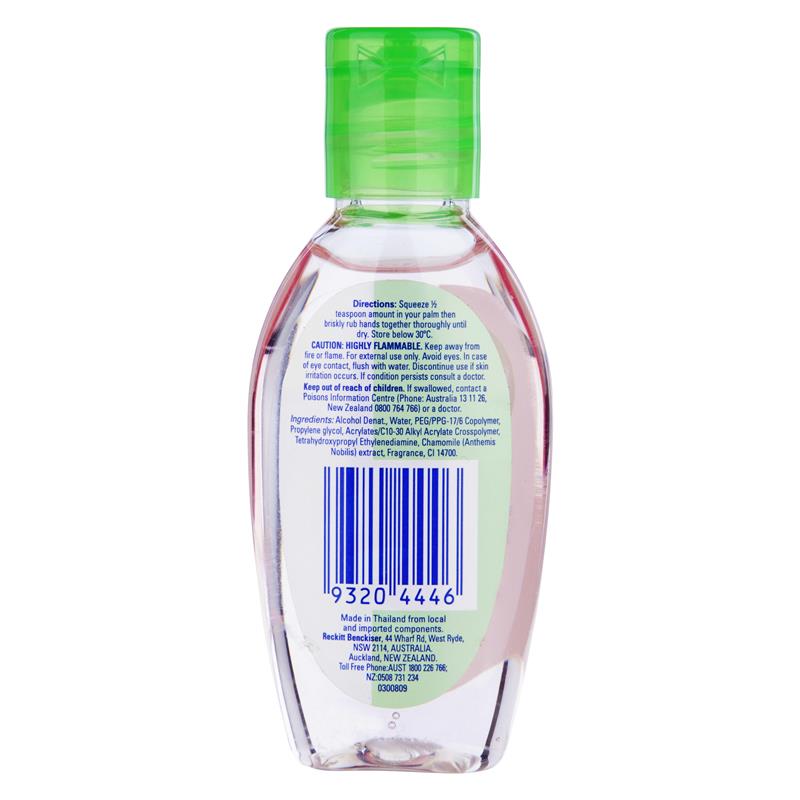 Directions: Squeeze ½
teaspoon amount in your palm then
briskly rub hands together thoroughly until
dry. Store below 30°C.
CAUTION: HIGHLY FLAMMABLE. Keep away from
fire or flame. For external use only. Avoid eyes. In case
of eye contact, flush with water. Discontinue use if skin
irritation occurs. If condition persists consult a doctor.
Keep out of reach of children. If swallowed, contact a
Poisons Information Centre (Phone: Australia 13 11 26,
New Zealand 0800 764 766) or a doctor.
Ingredients: Alcohol Denat., Water, PEG/PPG-17/6 Copolymer,
Propylene glycol, Acrylates/C10-30 Alkyl Acrylate Crosspolymer,
Tetrahydroxypropyl Ethylenediamine, Chamomile (Anthemis
Nobilis) extract, Fragrance, CI 14700.
9320 4446
Made in Thailand from local
and imported components.
Reckitt Benckiser, 44 Wharf Rd, West Ryde,
NSW 2114, AUSTRALIA.
Auckland, NEW ZEALAND.
Toll Free Phone:AUST 1800 226 766;
NZ:0508 731 234
0300809